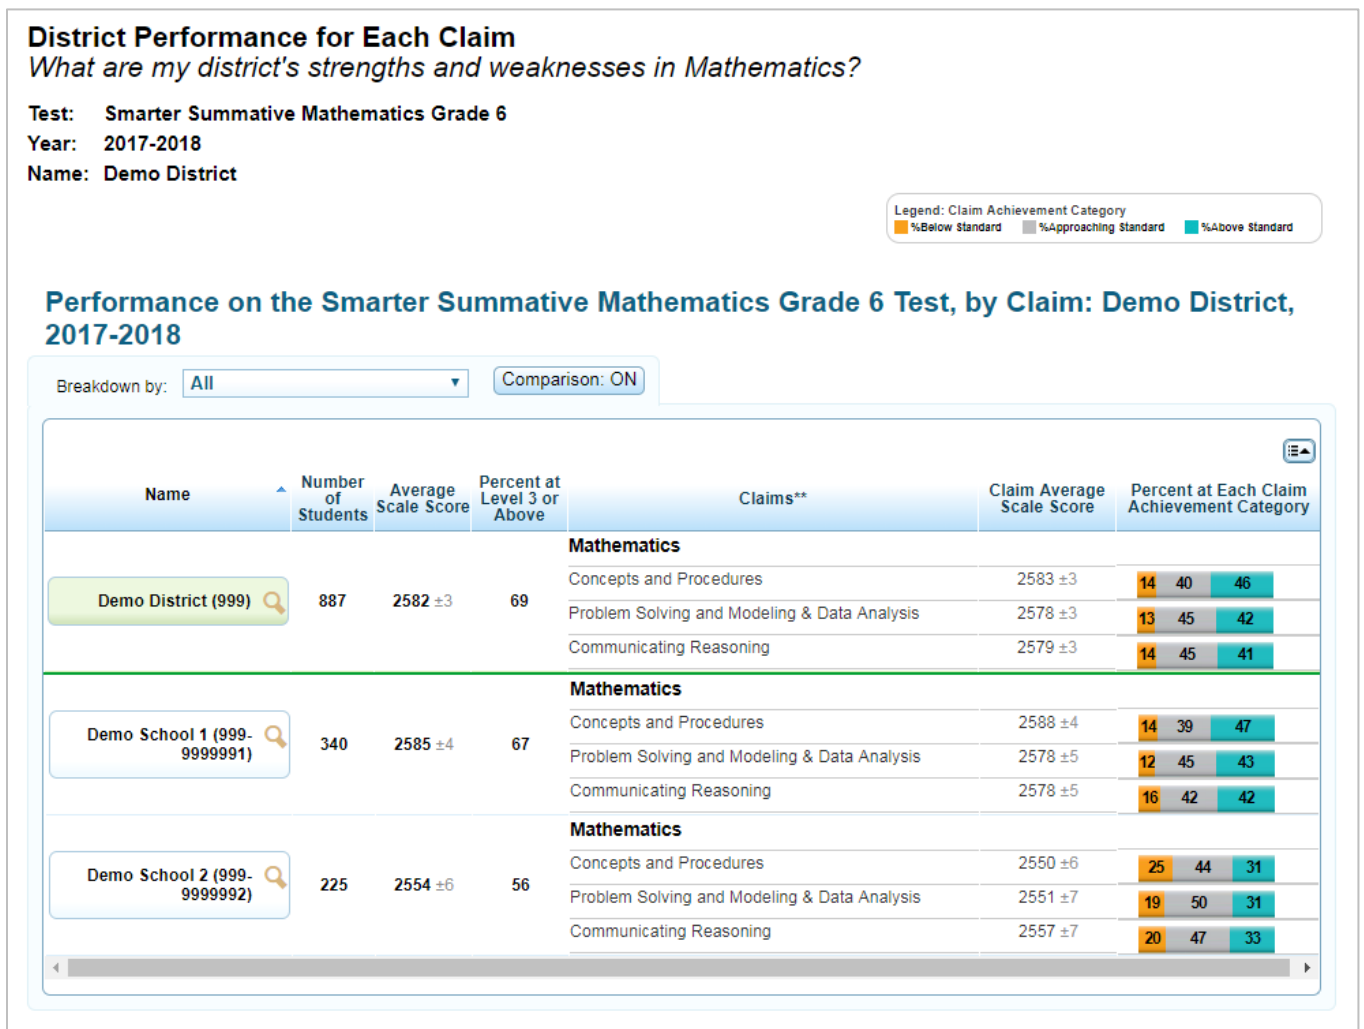 District Performance for Each Claim
What are my district's strengths and weaknesses in Mathematics?
Test: Smarter Summative Mathematics Grade 6
Year: 2017-2018
Name: Demo District
Legend: Claim Achievement Category
%Below Standard %Approaching Standard %Above Standard
Performance on the Smarter Summative Mathematics Grade 6 Test, by Claim: Demo District,
2017-2018
Breakdown by: All Comparison: ON
Name
Number
of
Students
Average
Scale Score
Percent at
Level 3 or
Above
Claims**
Claim Average
Scale Score
Percent at Each Claim
Achievement Category
Demo District (999) 887 2582 ±3 69
Mathematics
Concepts and Procedures 2583 ±3 14 40 46
Problem Solving and Modeling & Data Analysis 2578 ±3 13 45 42
Communicating Reasoning 2579 ±3 14 45 41
Demo School 1 (999-
9999991)
340 2585 ±4 67
Mathematics
Concepts and Procedures 2588 ±4 14 39 47
Problem Solving and Modeling & Data Analysis 2578 ±5 12 45 43
Communicating Reasoning 2578 ±5 16 42 42
Demo School 2 (999-
9999992)
225 2554 ±6 56
Mathematics
Concepts and Procedures 2550 ±6 25 44 31
Problem Solving and Modeling & Data Analysis 2551 ±7 19 50 31
Communicating Reasoning 2557 ±7 20 47 33